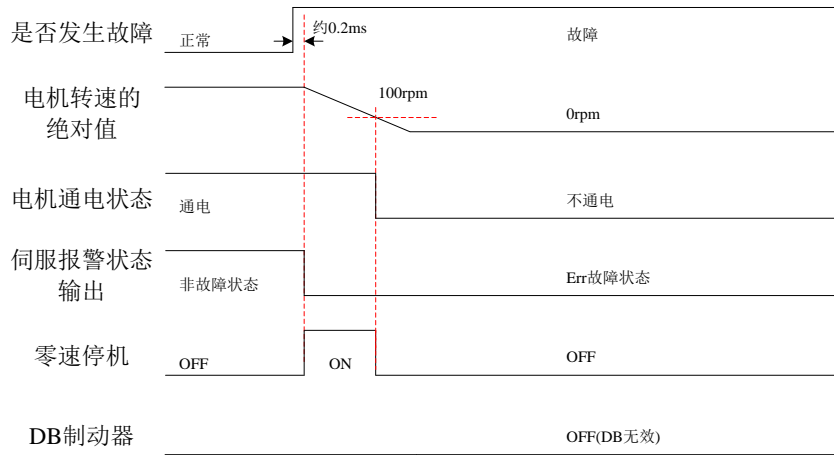 是否发生故障
正常
约0.2ms
故障
电机转速的
绝对值
100rpm
0rpm
电机通电状态
通电
不通电
伺服报警状态
输出
非故障状态
Err故障状态
零速停机
OFF
ON
OFF
DB制动器
OFF(DB无效)